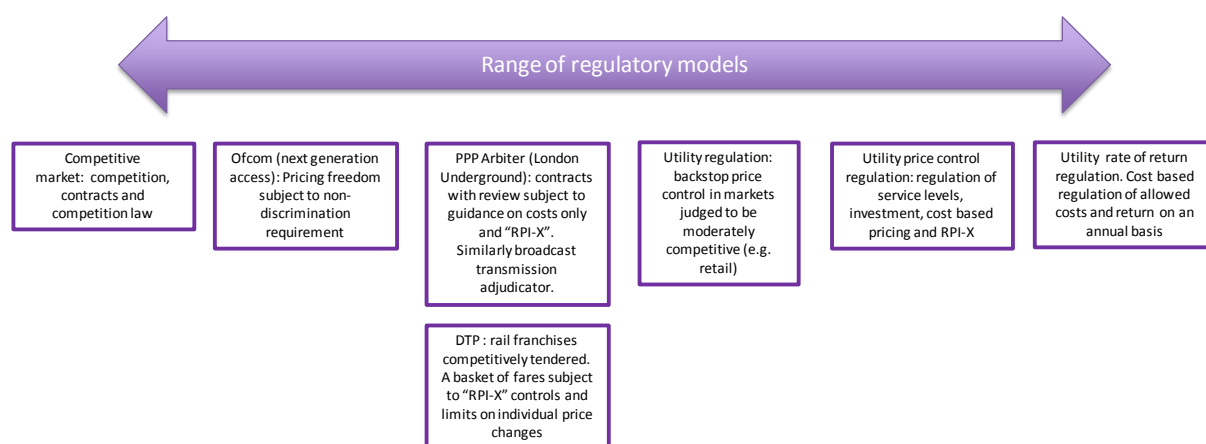 Range of regulatory models
Competitive
market:  competition,
contracts and
competition law
Ofcom (next generation
access): Pricing freedom
subject to non-
discrimination
requirement
PPP Arbiter (London
Underground): contracts
with review subject to
guidance on costs only
and “RPI-X”.
Similarly broadcast
transmission
adjudicator.
DTP : rail franchises
competitively tendered.
A basket of fares subject
to “RPI-X” controls and
limits on individual price
changes
Utility regulation:
backstop price
control in markets
judged to be
moderately
competitive (e.g.
retail)
Utility price control
regulation: regulation of
service levels,
investment, cost based
pricing and RPI-X
Utility  rate of return
regulation. Cost based
regulation of allowed
costs and return on an
annual basis